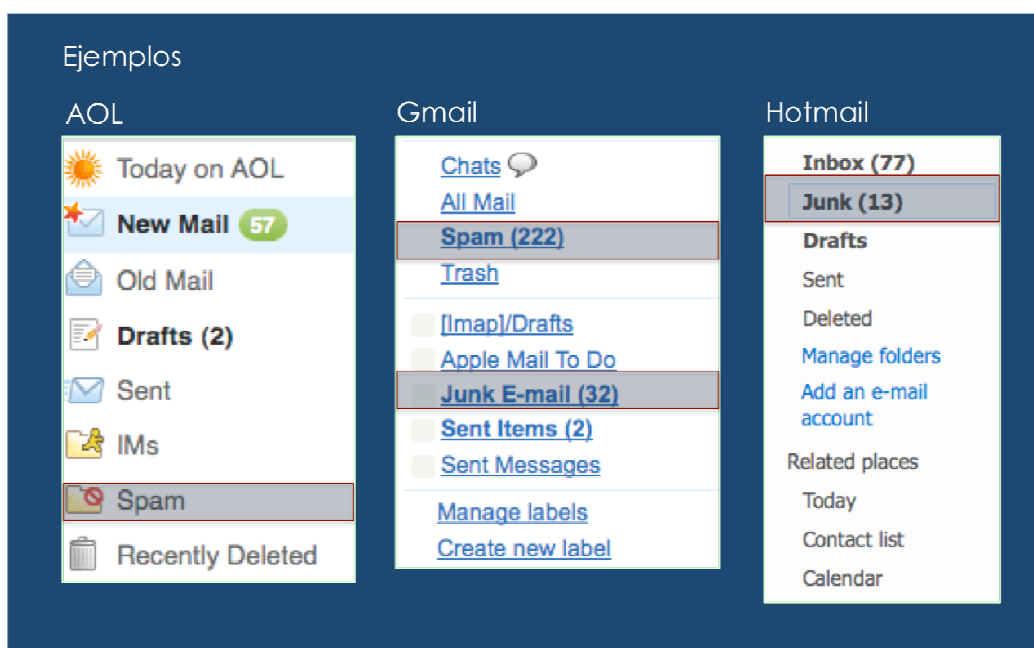 Ejemplos
AOL
Today on AOL
New Mail 57
Old Mail
Drafts (2)
Sent
IMs
Spam
Recently Deleted
Gmail
Chats
All Mail
Spam (222)
Trash
[Imap]/Drafts
Apple Mail To Do
Junk E-mail (32)
Sent Items (2)
Sent Messages
Manage labels
Create new label
Hotmail
Inbox (77)
Junk (13)
Drafts
Sent
Deleted
Manage folders
Add an e-mail
account
Related places
Today
Contact list
Calendar